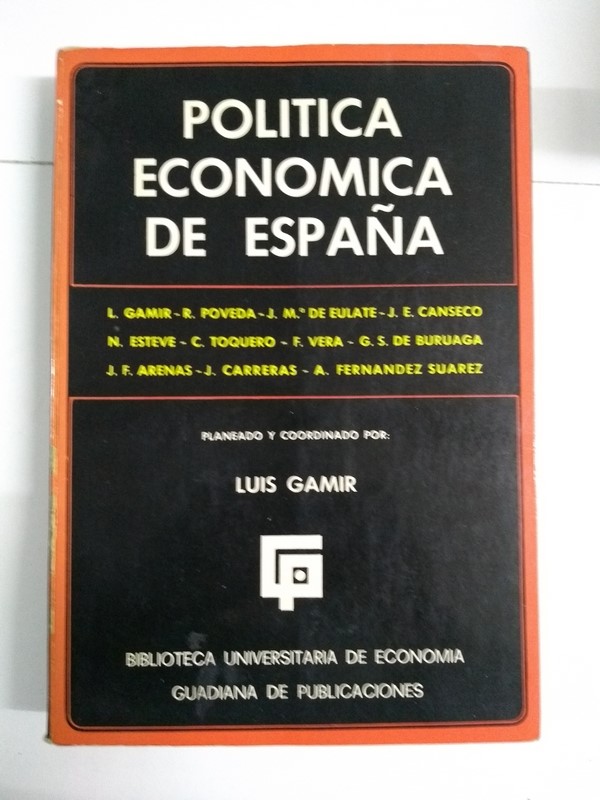 POLITICA
ECONOMICA
DE ESPAÑA
L. GAMIR - R. POVEDA - J. M.ª DE EULATE - J. E. CANSECO
N. ESTEVE - C. TOQUERO - F. VERA - G. S. DE BURUAGA
J. F. ARENAS - J. CARRERAS - A. FERNANDEZ SUAREZ
PLANEADO Y COORDINADO POR:
LUIS GAMIR
BIBLIOTECA UNIVERSITARIA DE ECONOMIA
GUADIANA DE PUBLICACIONES